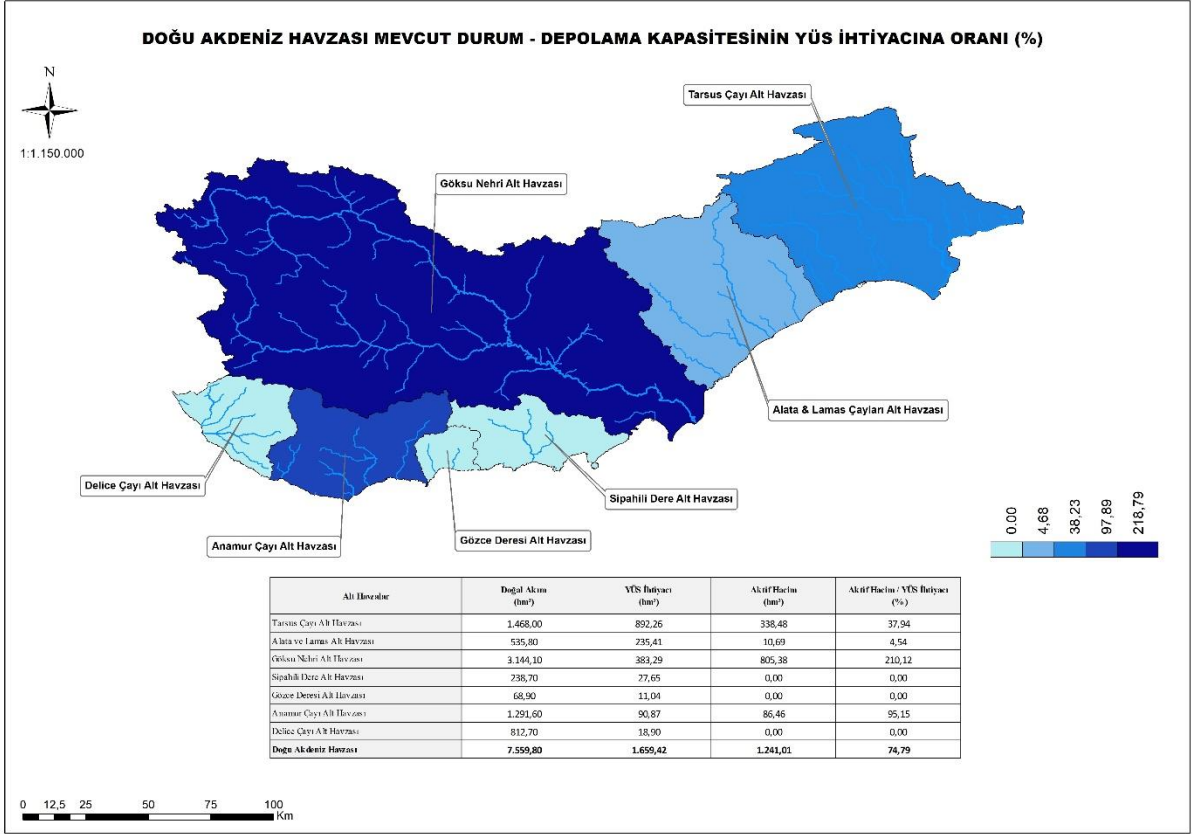 DOĞU AKDENİZ HAVZASI MEVCUT DURUM - DEPOLAMA KAPASİTESİNİN YÜS İHTİYACINA ORANI (%)
N
1:1.150.000
Tarsus Çayı Alt Havzası
Göksu Nehri Alt Havzası
Alata & Lamas Çayları Alt Havzası
Delice Çayı Alt Havzası
Sipahili Dere Alt Havzası
Anamur Çayı Alt Havzası
Gözce Deresi Alt Havzası
0.00
4,68
38,23
97,89
218,79
Alt Havzalar Doğal Akım (hm³) YÜS İhtiyacı (hm³) Aktif Hacim (hm³) Aktif Hacim / YÜS İhtiyacı (%)
Tarsus Çayı Alt Havzası 1.468,00 892,26 338,48 37,94
Alata ve Lamas Alt Havzası 535,80 235,41 10,69 4,54
Göksu Nehri Alt Havzası 3.144,10 383,29 805,38 210,12
Sipahili Dere Alt Havzası 238,70 27,65 0,00 0,00
Gözce Deresi Alt Havzası 68,90 11,04 0,00 0,00
Anamur Çayı Alt Havzası 1.291,60 90,87 86,46 95,15
Delice Çayı Alt Havzası 812,70 18,90 0,00 0,00
Doğu Akdeniz Havzası 7.559,80 1.659,42 1.241,01 74,79
0 12,5 25 50 75 100
Km